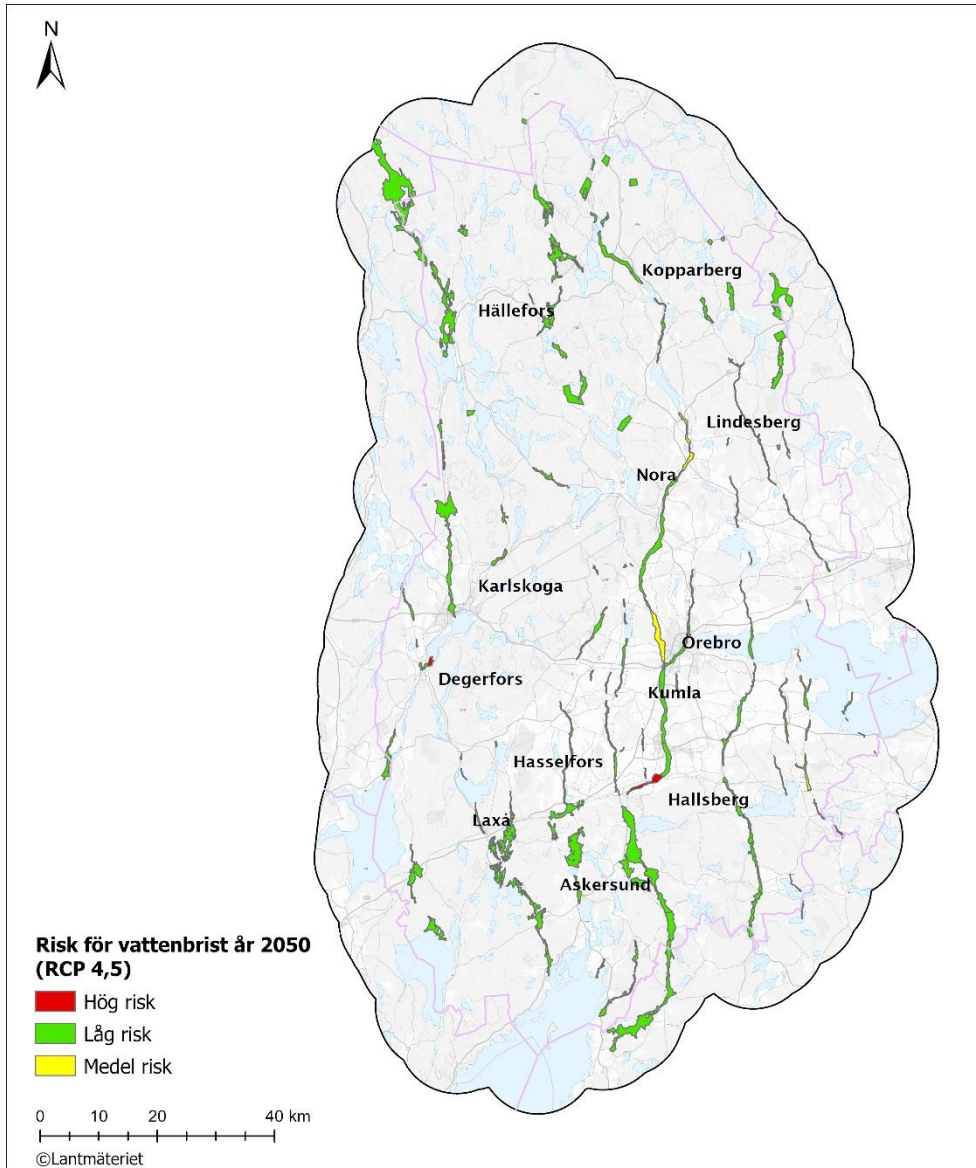 N
Kopparberg
Hällefors
Lindesberg
Nora
Karlskoga
Örebro
Degerfors
Kumla
Hasselfors
Hallsberg
Laxå
Askersund
Risk för vattenbrist år 2050
(RCP 4,5)
Hög risk
Låg risk
Medel risk
0 10 20 40 km
©Lantmäteriet